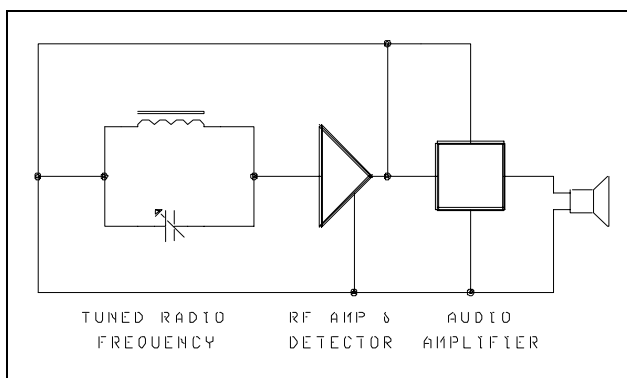 TUNED RADIO FREQUENCY
RF AMP & DETECTOR
AUDIO AMPLIFIER